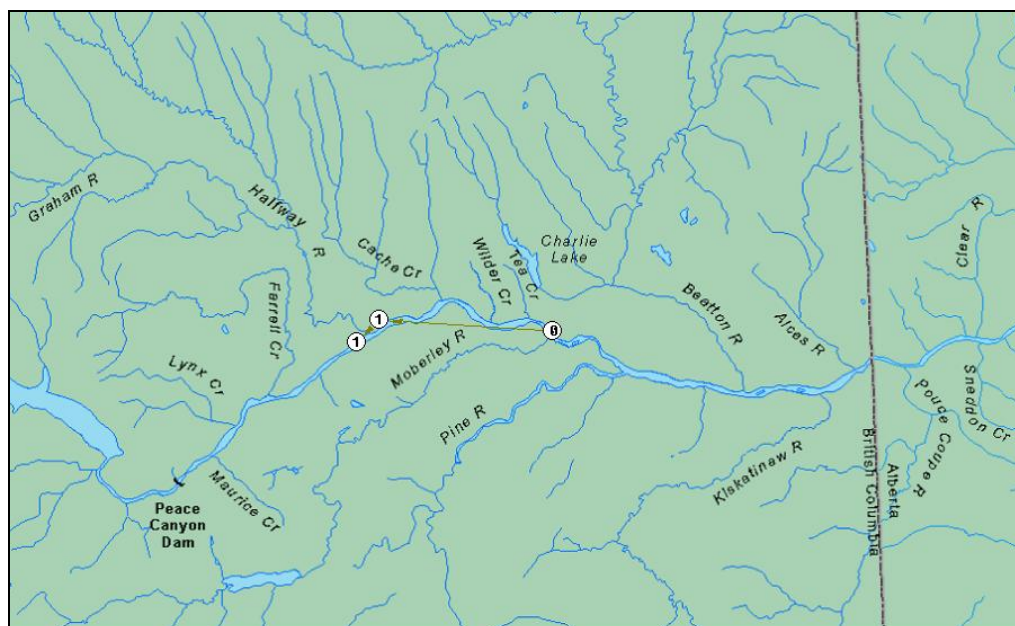 Graham R
Halfway
R
Cache Cr
Farrell Cr
Lynx Cr
Maurice Cr
Peace
Canyon
Dam
1
1
Moberley R
Pine R
Wilder Cr
Tea Cr
Charlie
Lake
0
Beatton R
Alces R
Kiskatinaw R
British Columbia
Alberta
Pouce Coupe R
Sneddon Cr
Clear R